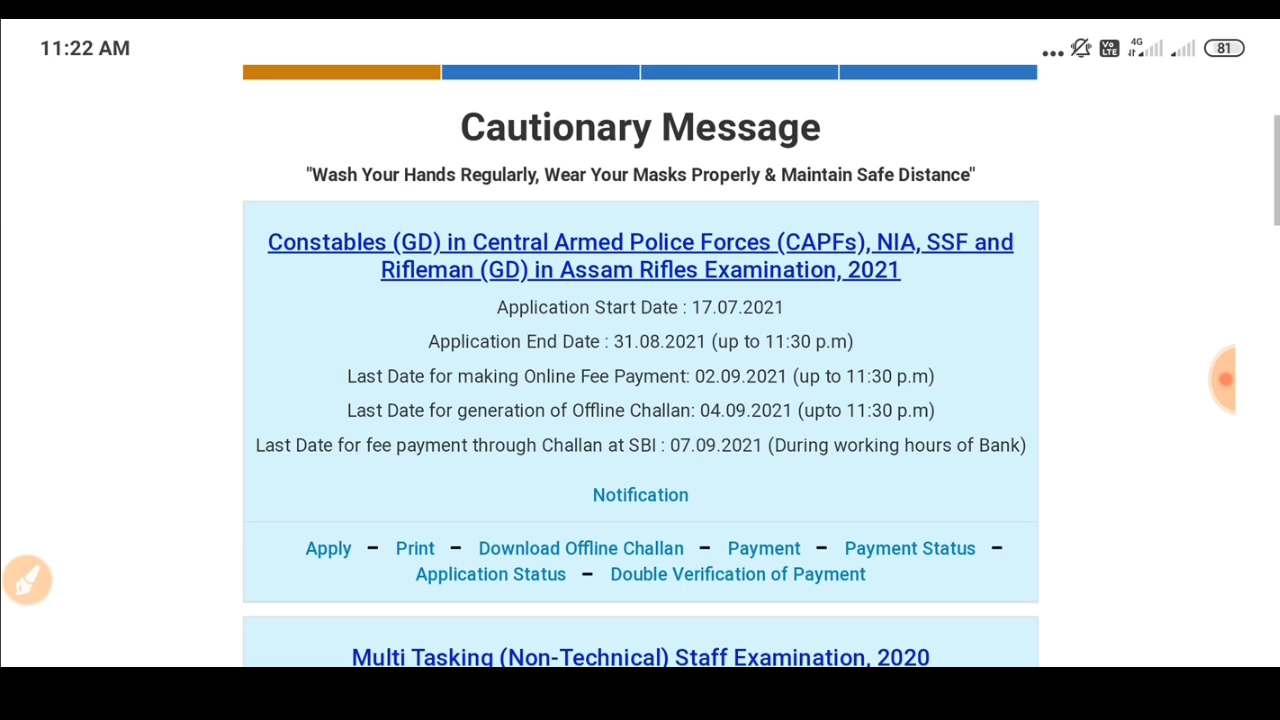 11:22 AM
Vo LTE 4G 81
Cautionary Message
"Wash Your Hands Regularly, Wear Your Masks Properly & Maintain Safe Distance"
Constables (GD) in Central Armed Police Forces (CAPFs), NIA, SSF and
Rifleman (GD) in Assam Rifles Examination, 2021
Application Start Date : 17.07.2021
Application End Date : 31.08.2021 (up to 11:30 p.m)
Last Date for making Online Fee Payment: 02.09.2021 (up to 11:30 p.m)
Last Date for generation of Offline Challan: 04.09.2021 (upto 11:30 p.m)
Last Date for fee payment through Challan at SBI : 07.09.2021 (During working hours of Bank)
Notification
Apply – Print – Download Offline Challan – Payment – Payment Status –
Application Status – Double Verification of Payment
Multi Tasking (Non-Technical) Staff Examination, 2020